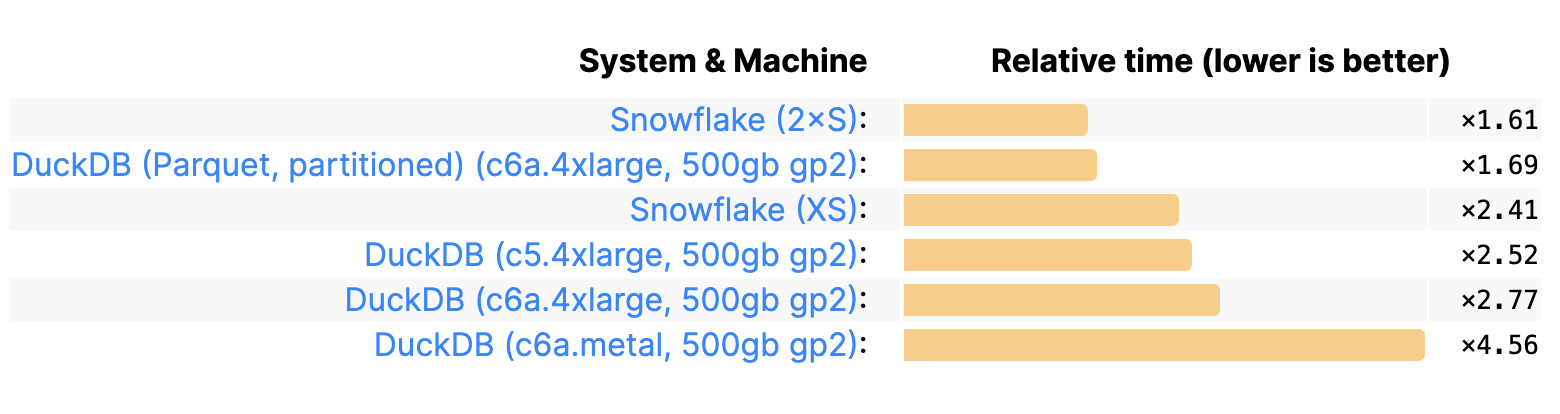 System & Machine Relative time (lower is better)
Snowflake (2×S): ×1.61
DuckDB (Parquet, partitioned) (c6a.4xlarge, 500gb gp2): ×1.69
Snowflake (XS): ×2.41
DuckDB (c5.4xlarge, 500gb gp2): ×2.52
DuckDB (c6a.4xlarge, 500gb gp2): ×2.77
DuckDB (c6a.metal, 500gb gp2): ×4.56